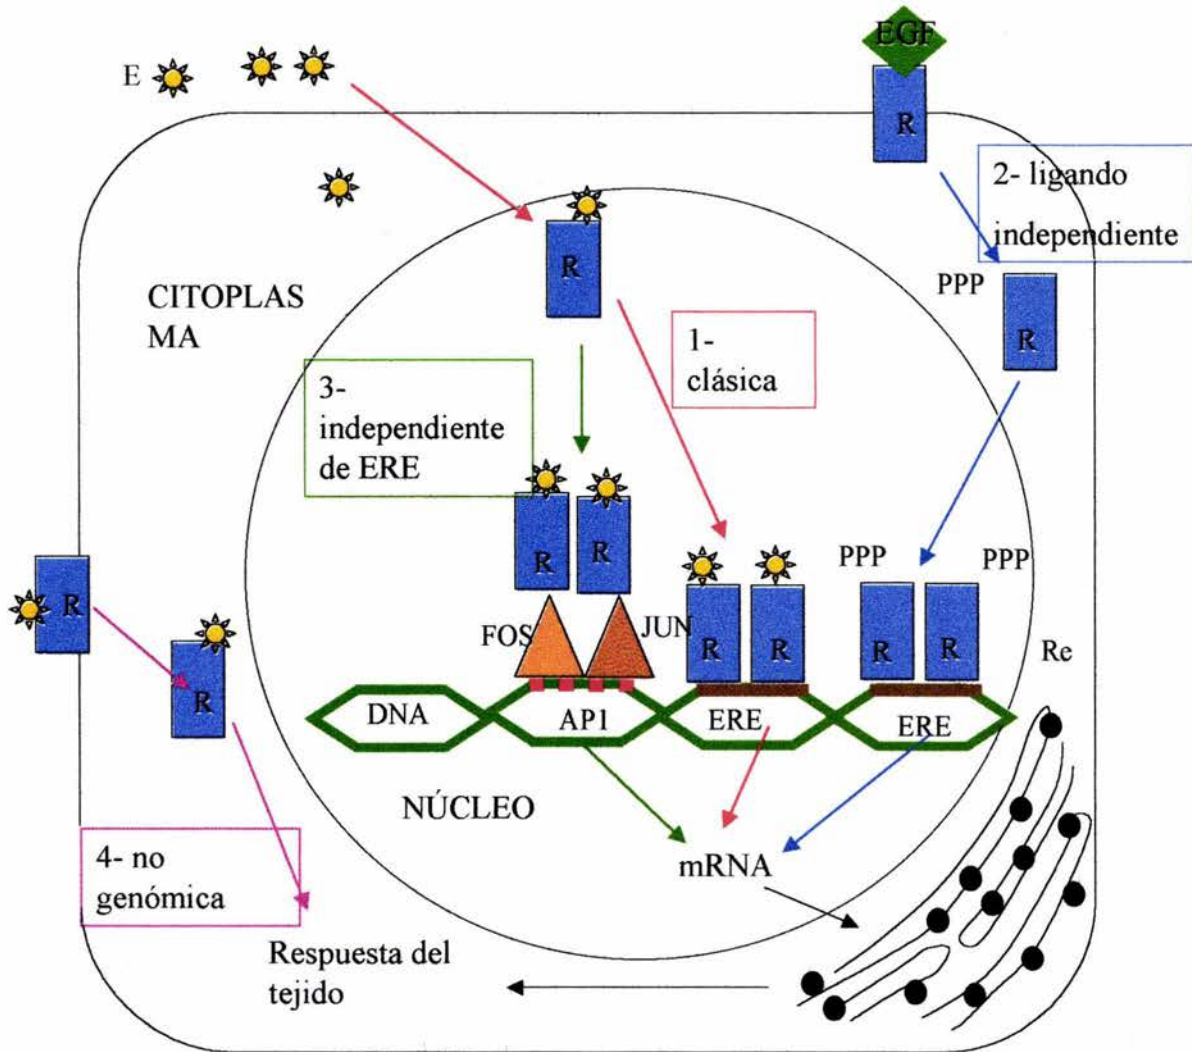 EGF
E
R
2- ligando
independiente
R
PPP
R
CITOPLAS
MA
1-
clásica
3-
independiente
de ERE
R
R
PPP
PPP
R
R
FOS
JUN
R
R
R
R
Re
DNA
AP1
ERE
ERE
NÚCLEO
mRNA
4- no
genómica
Respuesta del
tejido